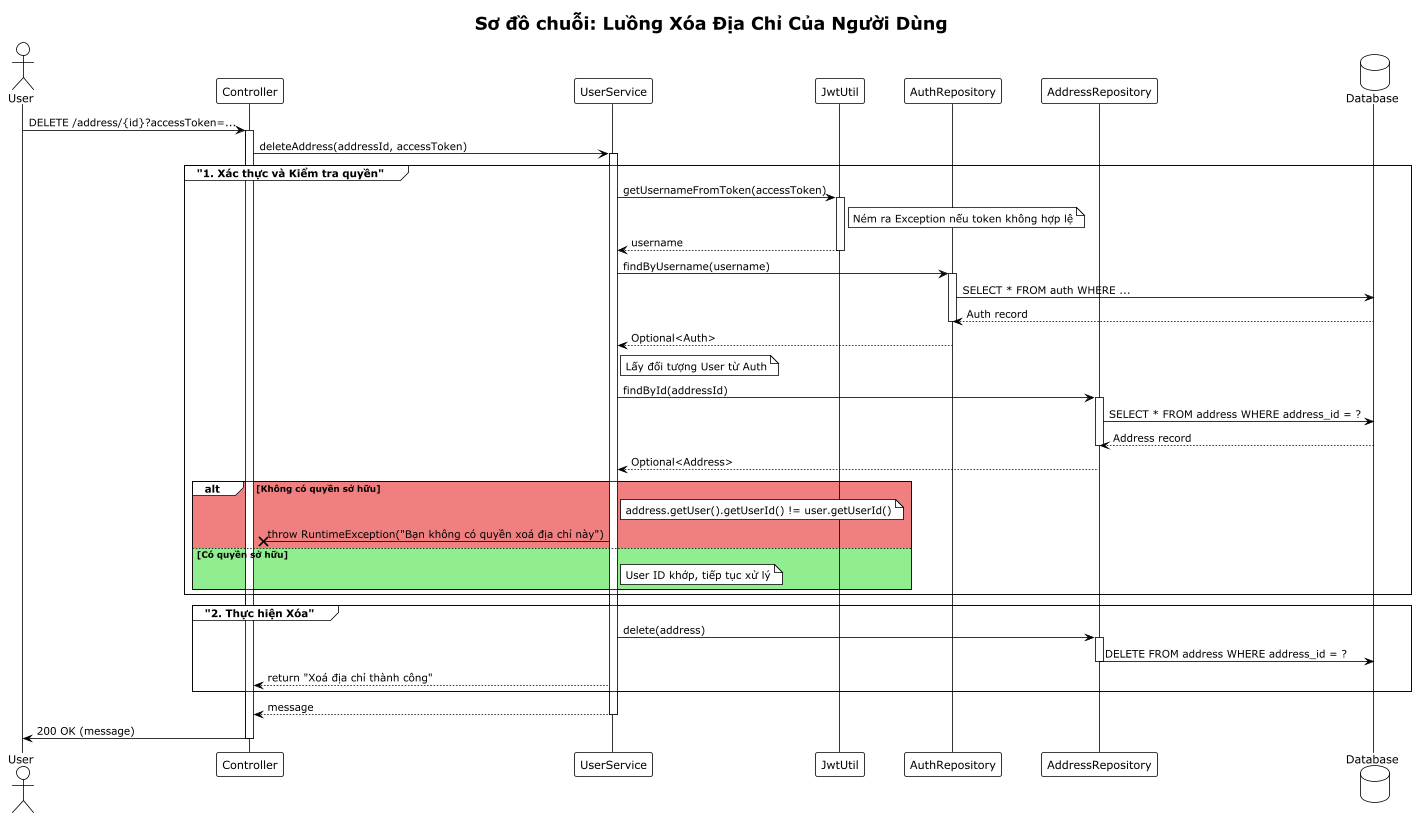 Sơ đồ chuỗi: Luồng Xóa Địa Chỉ Của Người Dùng
User
Controller
UserService
JwtUtil
AuthRepository
AddressRepository
Database
DELETE /address/{id}?accessToken=...
deleteAddress(addressId, accessToken)
"1. Xác thực và Kiểm tra quyền"
getUsernameFromToken(accessToken)
Ném ra Exception nếu token không hợp lệ
username
findByUsername(username)
SELECT * FROM auth WHERE ...
Auth record
Optional<Auth>
Lấy đối tượng User từ Auth
findById(addressId)
SELECT * FROM address WHERE address_id = ?
Address record
Optional<Address>
alt
[Không có quyền sở hữu]
address.getUser().getUserId() != user.getUserId()
throw RuntimeException("Bạn không có quyền xoá địa chỉ này")
[Có quyền sở hữu]
User ID khớp, tiếp tục xử lý
"2. Thực hiện Xóa"
delete(address)
DELETE FROM address WHERE address_id = ?
return "Xoá địa chỉ thành công"
message
200 OK (message)
User
Controller
UserService
JwtUtil
AuthRepository
AddressRepository
Database